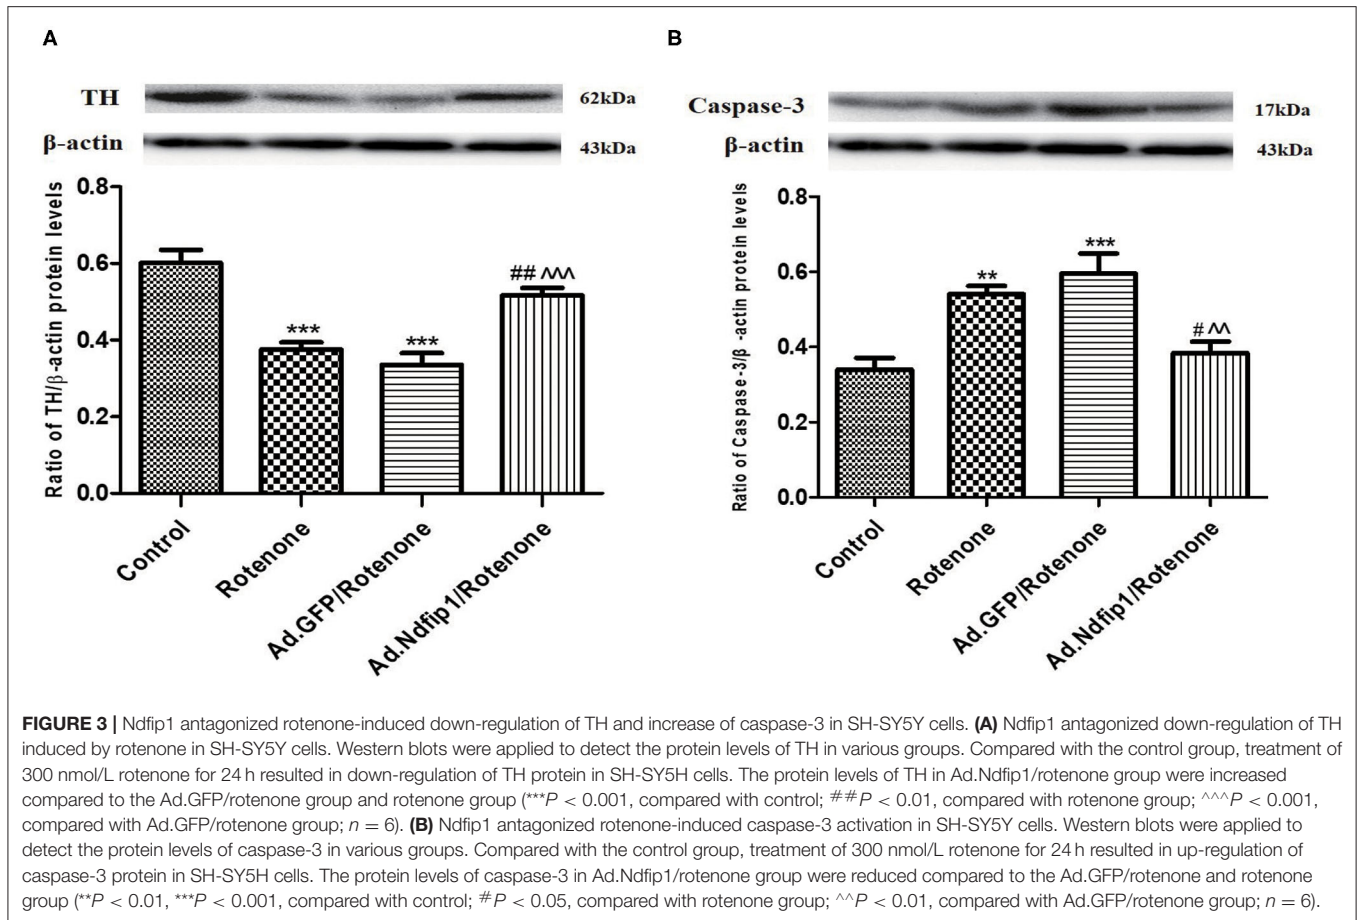 A
TH
62kDa
β-actin
43kDa
Ratio of TH/β-actin protein levels
0.8
0.6
0.4
0.2
0.0
***
***
## ^^^
Control
Rotenone
Ad.GFP/Rotenone
Ad.Ndfip1/Rotenone
B
Caspase-3
17kDa
β-actin
43kDa
Ratio of Caspase-3/β -actin protein levels
0.8
0.6
0.4
0.2
0.0
**
***
# ^^
Control
Rotenone
Ad.GFP/Rotenone
Ad.Ndfip1/Rotenone
FIGURE 3 | Ndfip1 antagonized rotenone-induced down-regulation of TH and increase of caspase-3 in SH-SY5Y cells. (A) Ndfip1 antagonized down-regulation of TH
induced by rotenone in SH-SY5Y cells. Western blots were applied to detect the protein levels of TH in various groups. Compared with the control group, treatment of
300 nmol/L rotenone for 24 h resulted in down-regulation of TH protein in SH-SY5H cells. The protein levels of TH in Ad.Ndfip1/rotenone group were increased
compared to the Ad.GFP/rotenone group and rotenone group (***P < 0.001, compared with control; ##P < 0.01, compared with rotenone group; ^^^P < 0.001,
compared with Ad.GFP/rotenone group; n = 6). (B) Ndfip1 antagonized rotenone-induced caspase-3 activation in SH-SY5Y cells. Western blots were applied to
detect the protein levels of caspase-3 in various groups. Compared with the control group, treatment of 300 nmol/L rotenone for 24 h resulted in up-regulation of
caspase-3 protein in SH-SY5H cells. The protein levels of caspase-3 in Ad.Ndfip1/rotenone group were reduced compared to the Ad.GFP/rotenone and rotenone
group (**P < 0.01, ***P < 0.001, compared with control; #P < 0.05, compared with rotenone group; ^^P < 0.01, compared with Ad.GFP/rotenone group; n = 6).